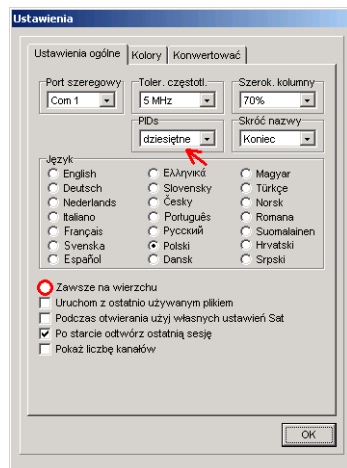 Ustawienia
Ustawienia ogólne Kolory Konwertować
Port szeregowy Toler. częstotl. Szerok. kolumny
Com 1 5 MHz 70%
PIDs Skróć nazwy
dziesiętne Koniec
Język
English Ελληνικά Magyar
Deutsch Slovensky Türkçe
Nederlands Česky Norsk
Italiano Português Romana
Français Русский Suomalainen
Svenska Polski Hrvatski
Español Dansk Srpski
Zawsze na wierzchu
Uruchom z ostatnio używanym plikiem
Podczas otwierania użyj własnych ustawień Sat
Po starcie odtwórz ostatnią sesję
Pokaż liczbę kanałów
OK